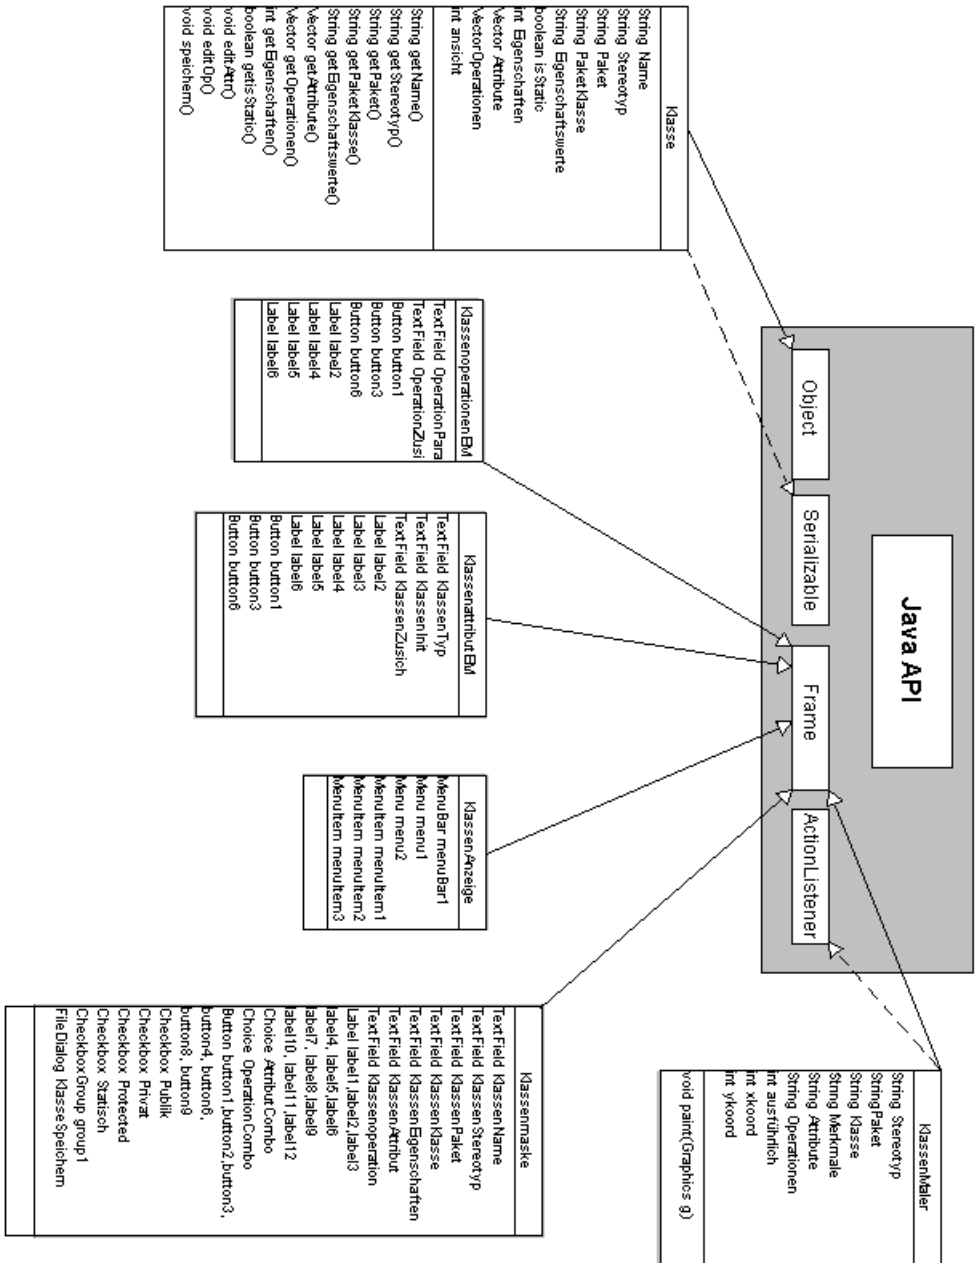 Java API
Object
Serializable
Frame
ActionListener
Klasse
String Name
String Stereotyp
String Paket
String PaketKlasse
String Eigenschaftswerte
boolean isStatic
int Eigenschaften
Vector Attribute
VectorOperationen
int ansicht
String getName()
String getStereotyp()
String getPaket()
String getPaketKlasse()
String getEigenschaftswerte()
Vector getAttribute()
Vector getOperationen()
int getEigenschaften()
boolean getisStatic()
void editAttr()
void editOp()
void speichern()
KlassenoperationenEM
TextField OperationPara
TextField OperationZusi
Button button1
Button button3
Button button6
Label label2
Label label4
Label label5
Label label6
KlassenattributEM
TextField KlassenTyp
TextField KlassenInit
TextField KlassenZusich
Label label2
Label label3
Label label4
Label label5
Label label6
Button button1
Button button3
Button button6
KlassenAnzeige
MenuBar menuBar1
Menu menu1
Menu menu2
MenuItem menuItem1
MenuItem menuItem2
MenuItem menuItem3
Klassenmaske
TextField KlassenName
TextField KlassenStereotyp
TextField KlassenPaket
TextField KlassenKlasse
TextField KlassenEigenschaften
TextField KlassenAttribut
TextField Klassenoperation
Label label1,label2,label3
label4, label5,label6
label7, label8,label9
label10, label11,label12
Choice AttributCombo
Choice OperationCombo
Button button1,button2,button3,
button4, button6,
button8, button9
Checkbox Publik
Checkbox Privat
Checkbox Protected
Checkbox Statisch
CheckboxGroup group1
FileDialog KlasseSpeichern
KlassenMaler
String Stereotyp
StringPaket
String Klasse
String Merkmale
String Attribute
String Operationen
int ausführlich
int xkoord
int ykoord
void paint(Graphics g)